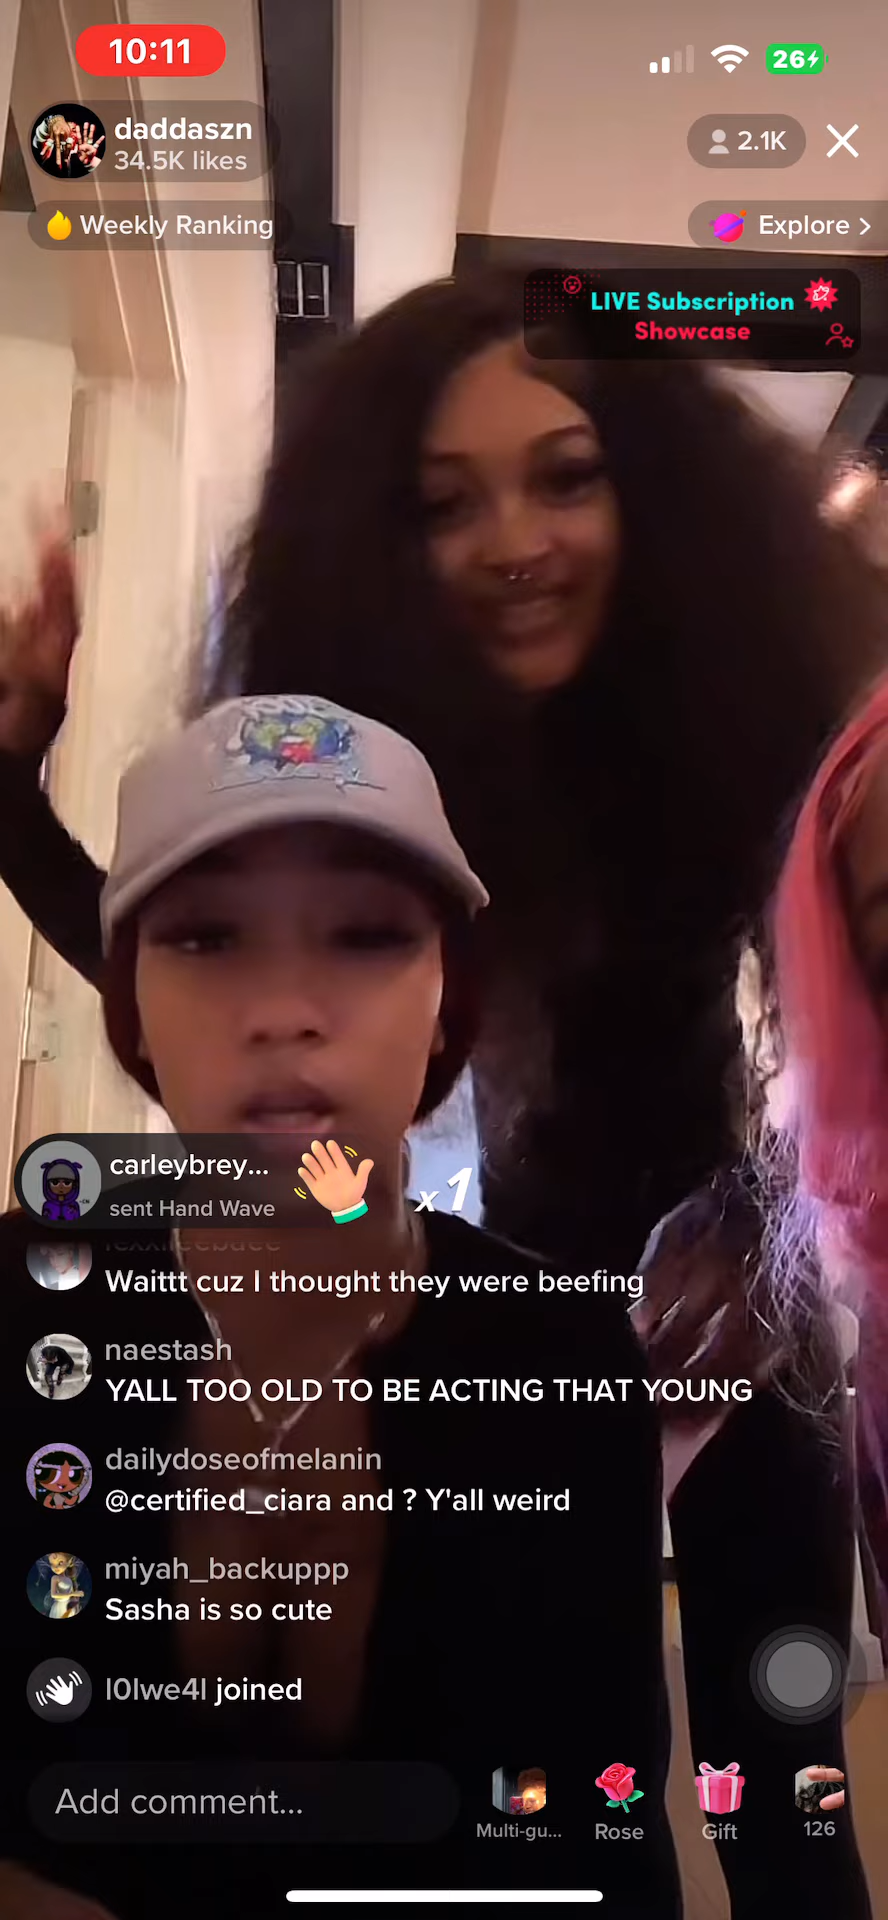 10:11
26
daddaszn
34.5K likes
2.1K
Weekly Ranking
Explore >
LIVE Subscription
Showcase
carleybrey...
sent Hand Wave
x1
Waittt cuz I thought they were beefing
naestash
YALL TOO OLD TO BE ACTING THAT YOUNG
dailydoseofmelanin
@certified_ciara and ? Y'all weird
miyah_backuppp
Sasha is so cute
l0lwe4l joined
Add comment...
Multi-gu...
Rose
Gift
126